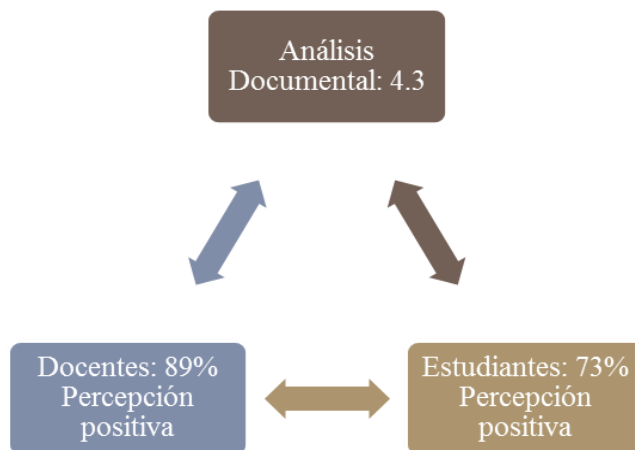 Análisis
Documental: 4.3
Docentes: 89%
Percepción
positiva
Estudiantes: 73%
Percepción
positiva